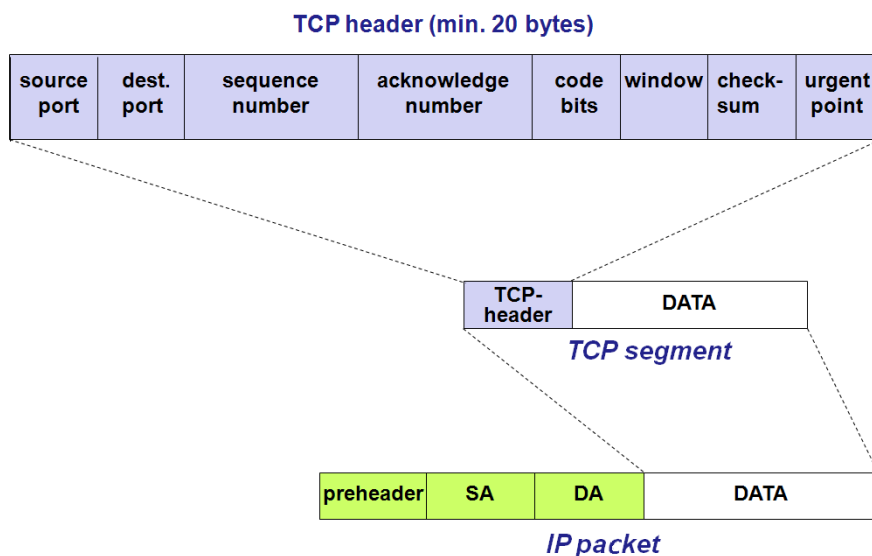 TCP header (min. 20 bytes)
source port
dest. port
sequence number
acknowledge number
code bits
window
check-sum
urgent point
TCP-header
DATA
TCP segment
preheader
SA
DA
DATA
IP packet